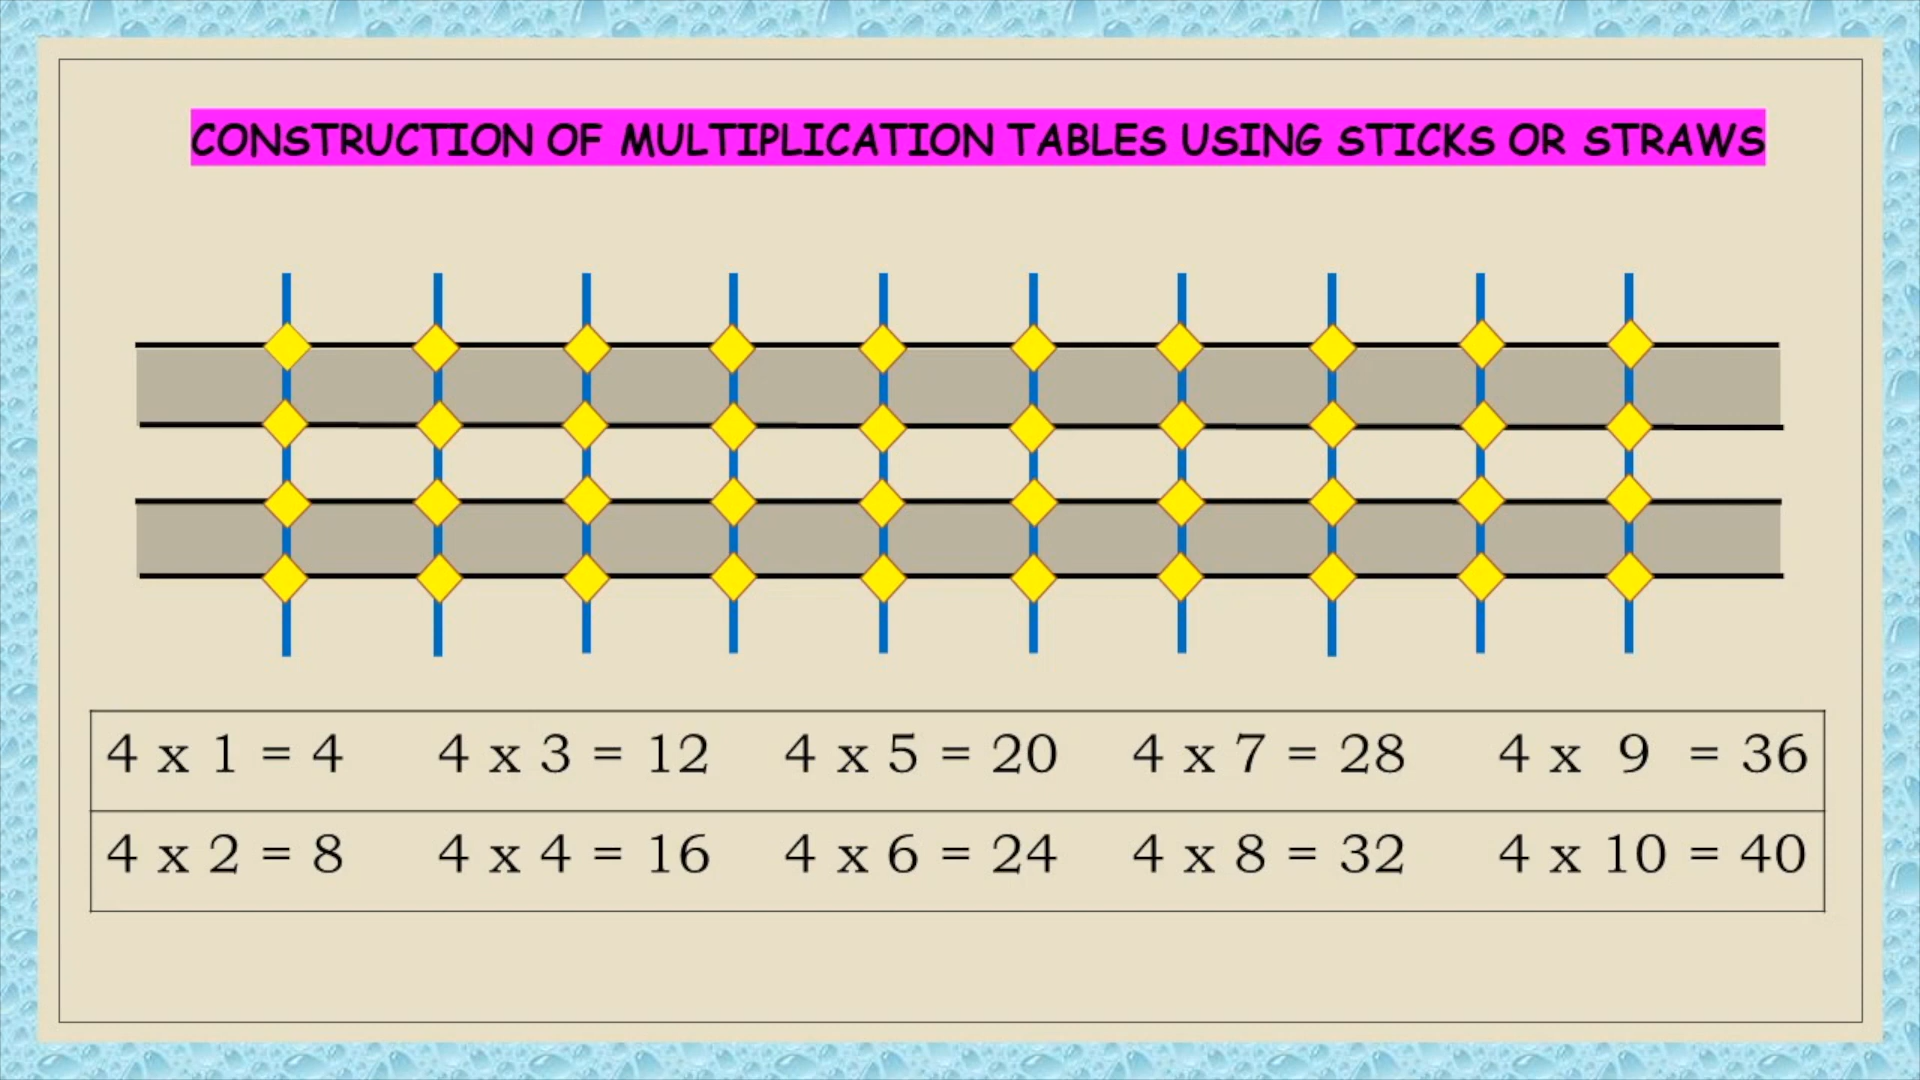 CONSTRUCTION OF MULTIPLICATION TABLES USING STICKS OR STRAWS
4 x 1 = 4 4 x 3 = 12 4 x 5 = 20 4 x 7 = 28 4 x 9 = 36
4 x 2 = 8 4 x 4 = 16 4 x 6 = 24 4 x 8 = 32 4 x 10 = 40